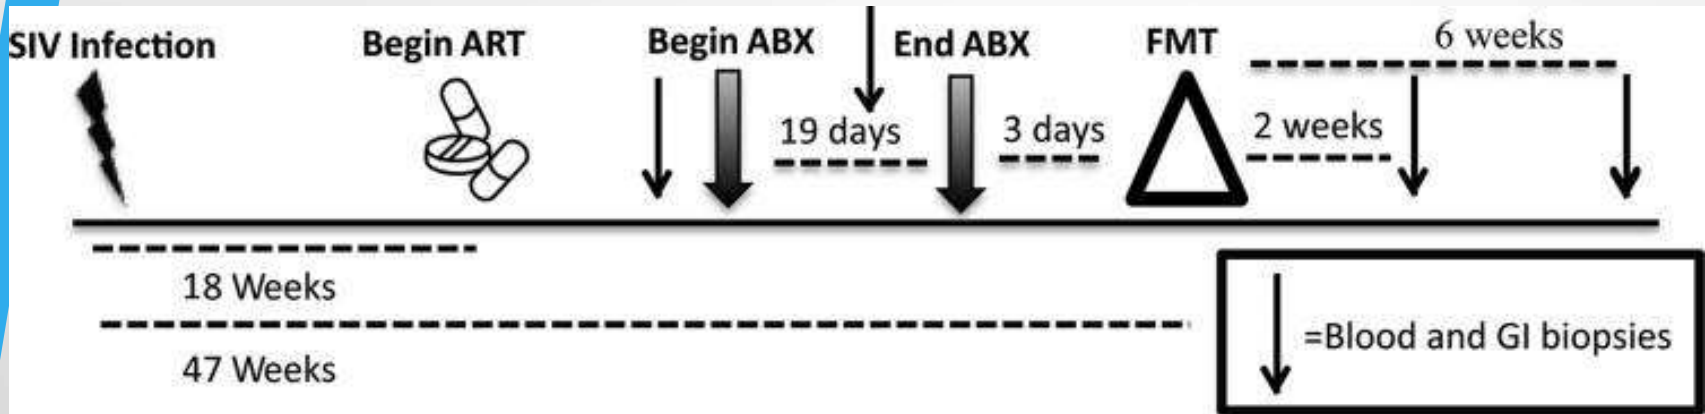 SIV Infection
Begin ART
Begin ABX
End ABX
FMT
6 weeks
19 days
3 days
2 weeks
18 Weeks
47 Weeks
=Blood and GI biopsies